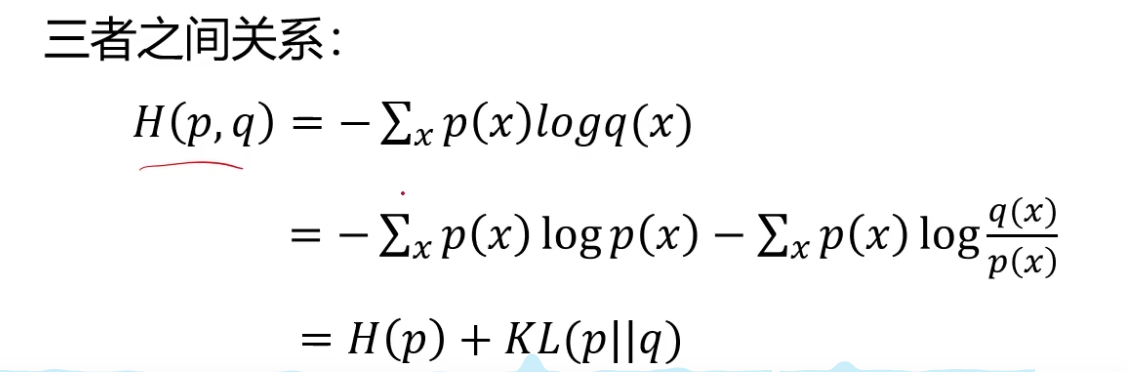 三者之间关系：
H(p,q) = −∑ₓ p(x)logq(x)
= −∑ₓ p(x) log p(x) − ∑ₓ p(x) log q(x)/p(x)
= H(p) + KL(p||q)